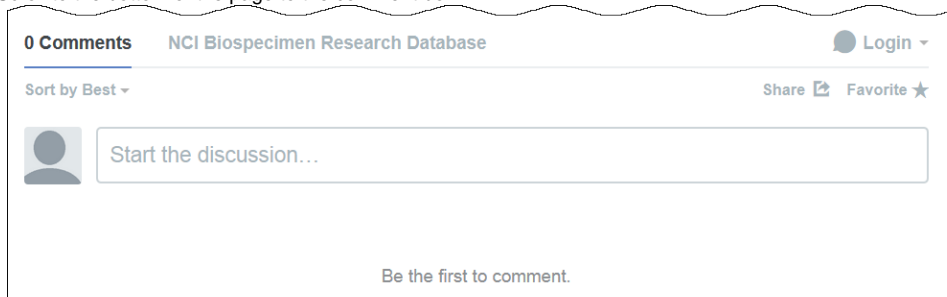 0 Comments NCI Biospecimen Research Database Login
Sort by Best Share Favorite
Start the discussion…
Be the first to comment.